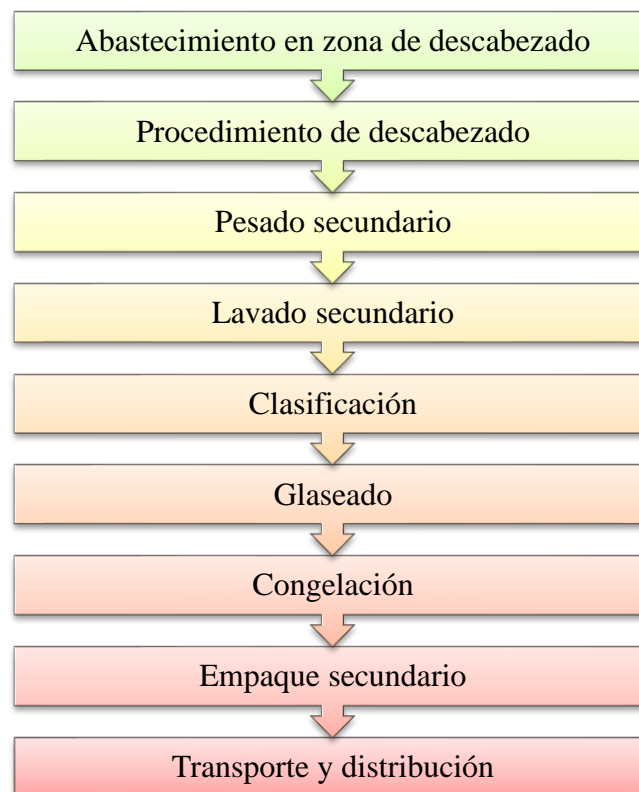 Abastecimiento en zona de descabezado
Procedimiento de descabezado
Pesado secundario
Lavado secundario
Clasificación
Glaseado
Congelación
Empaque secundario
Transporte y distribución